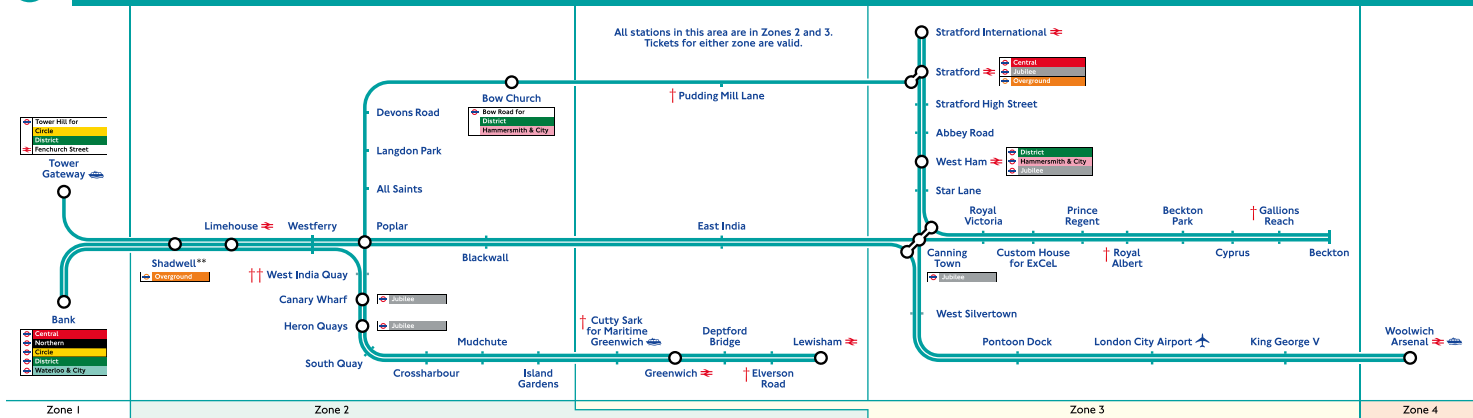 All stations in this area are in Zones 2 and 3.
Tickets for either zone are valid.
Stratford International
Stratford
Central
Jubilee
Overground
Bow Church
Bow Road for
District
Hammersmith & City
† Pudding Mill Lane
Devons Road
Stratford High Street
Tower Hill for
Circle
District
Fenchurch Street
Langdon Park
Abbey Road
Tower
Gateway
West Ham
District
Hammersmith & City
Jubilee
All Saints
Star Lane
Limehouse
Westferry
Poplar
East India
Royal
Victoria
Prince
Regent
Beckton
Park
† Gallions
Reach
Shadwell**
Overground
Blackwall
Canning
Town
Jubilee
Custom House
for ExCeL
† Royal
Albert
Cyprus
Beckton
†† West India Quay
Canary Wharf
Jubilee
Heron Quays
Jubilee
Bank
Central
Northern
Circle
District
Waterloo & City
West Silvertown
South Quay
Mudchute
† Cutty Sark
for Maritime
Greenwich
Deptford
Bridge
Lewisham
Pontoon Dock
London City Airport
King George V
Woolwich
Arsenal
Crossharbour
Island
Gardens
Greenwich
† Elverson
Road
Zone 1
Zone 2
Zone 3
Zone 4